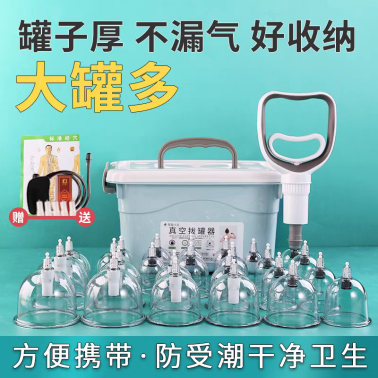 罐子厚 不漏气 好收纳
大罐多
赠 送
真空拔罐器
方便携带·防受潮干净卫生